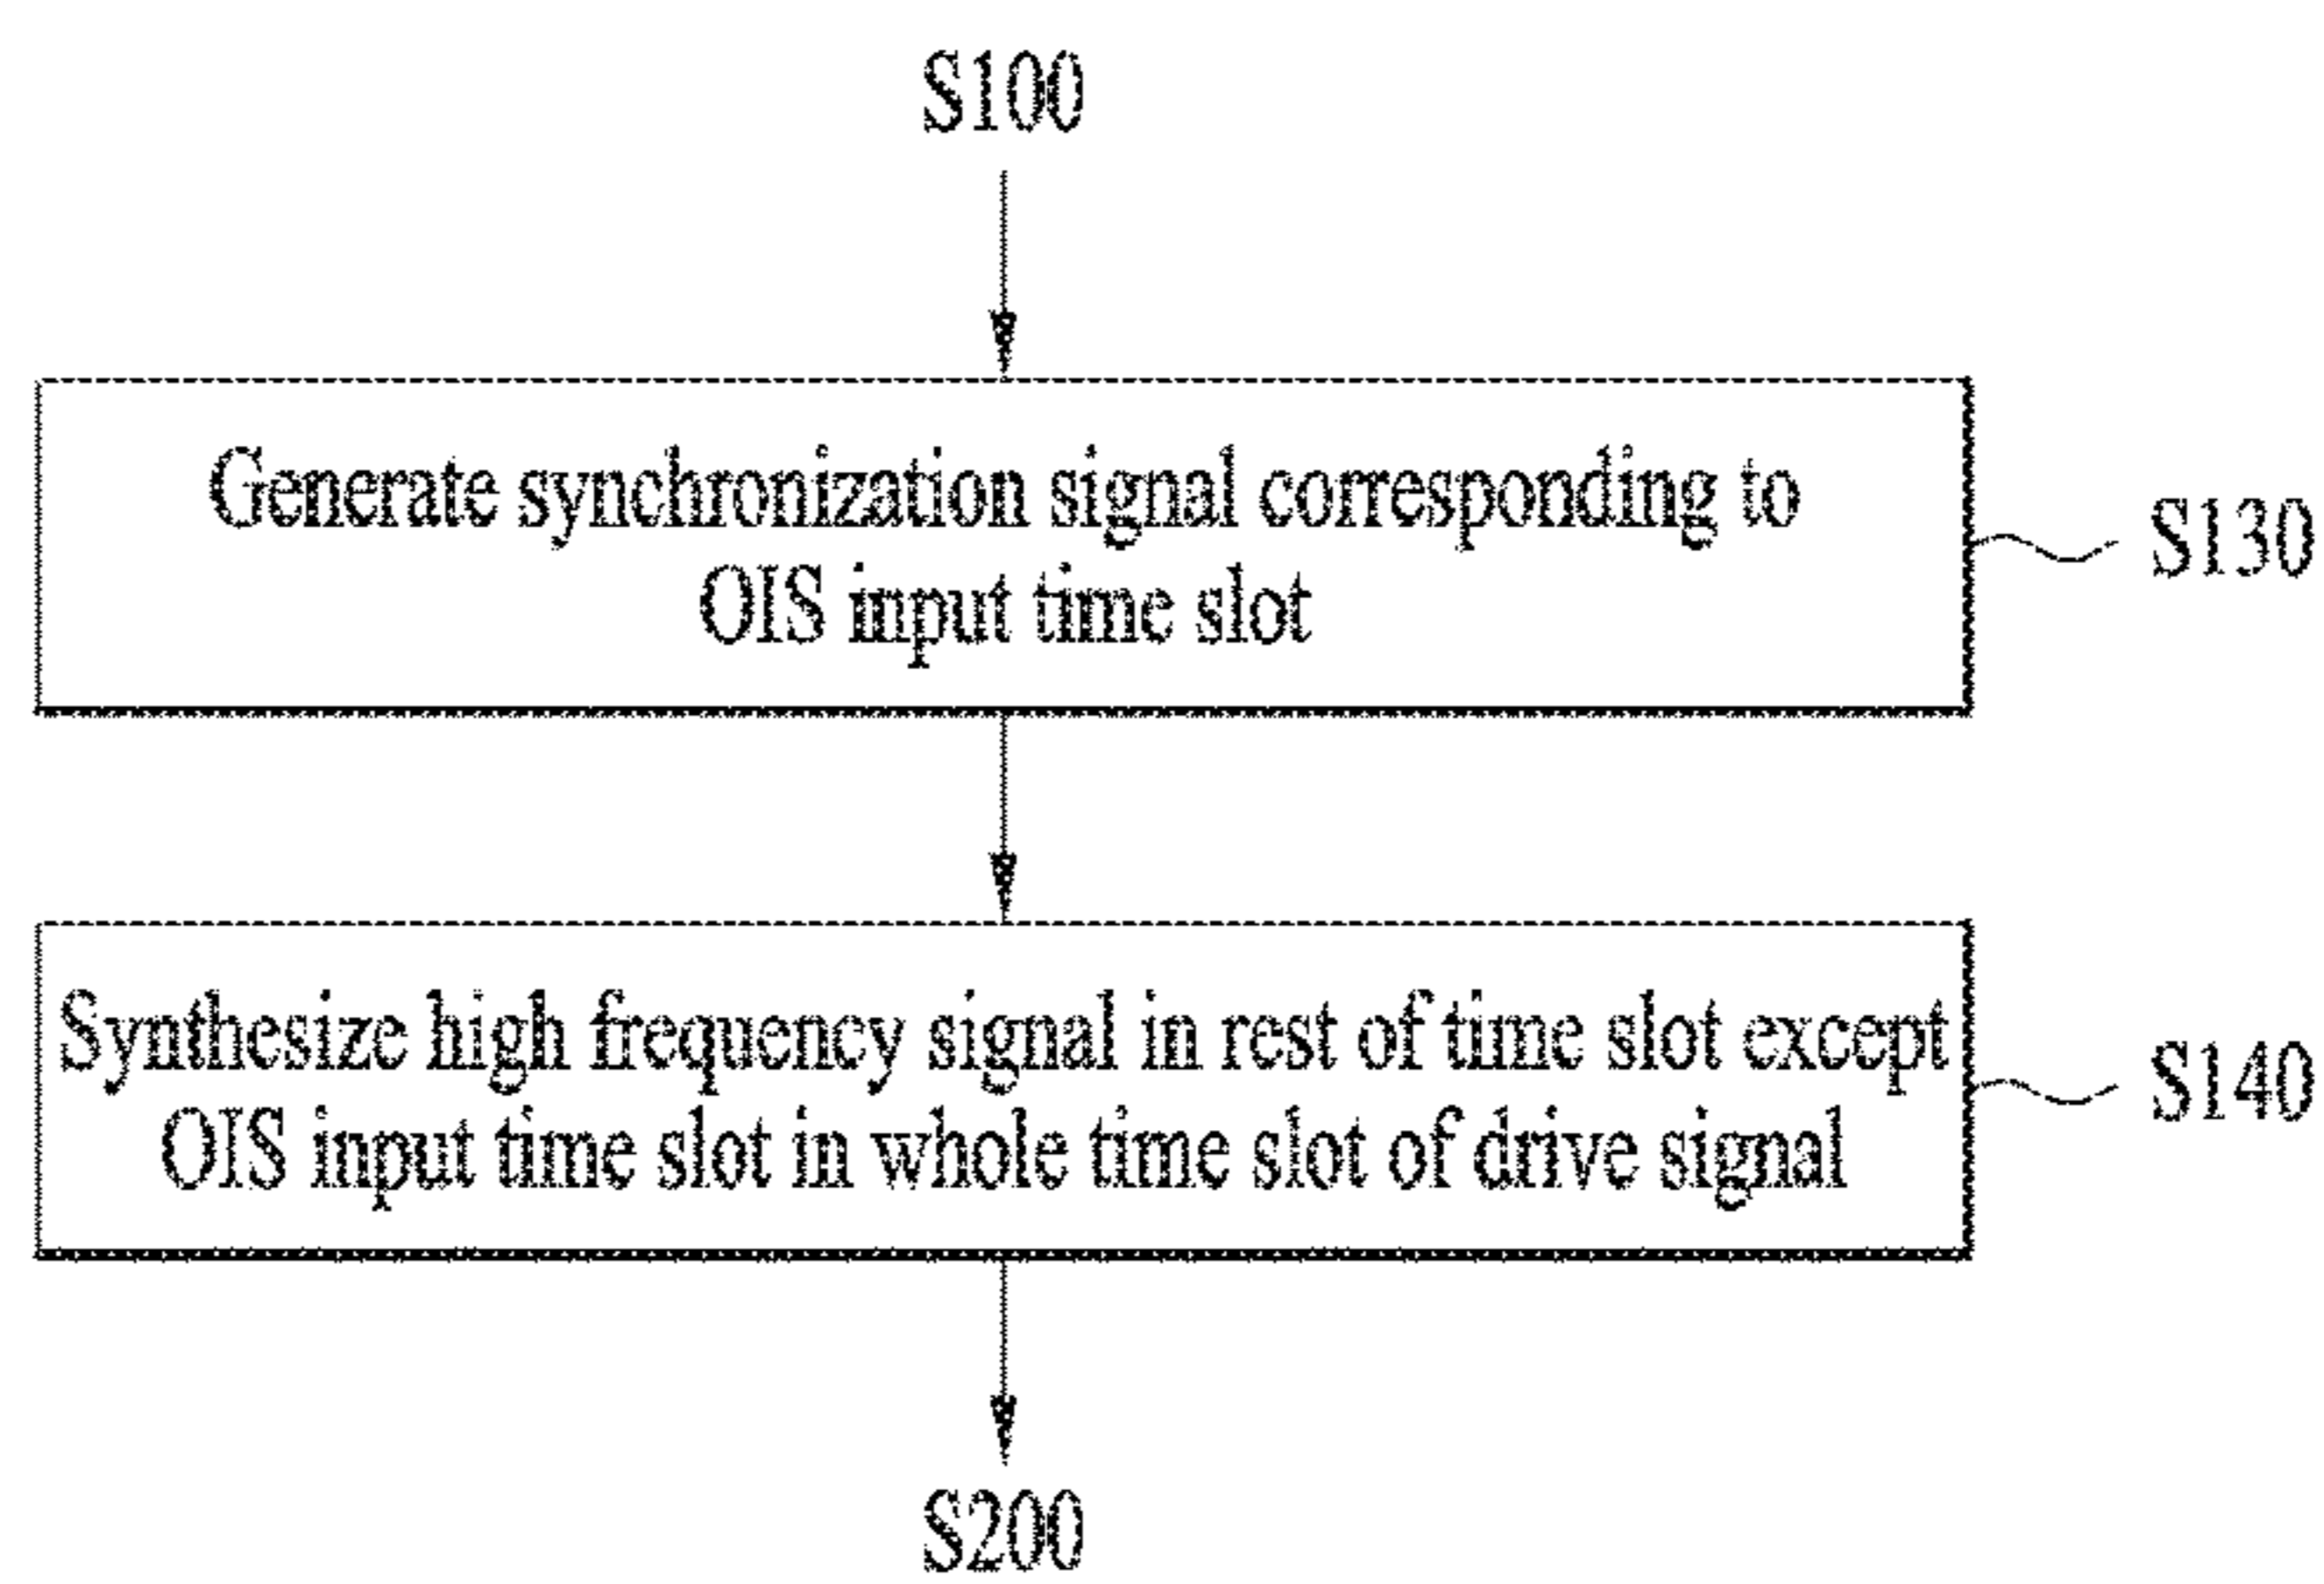 S100
Generate synchronization signal corresponding to
OIS input time slot
S130
Synthesize high frequency signal in rest of time slot except
OIS input time slot in whole time slot of drive signal
S140
S200